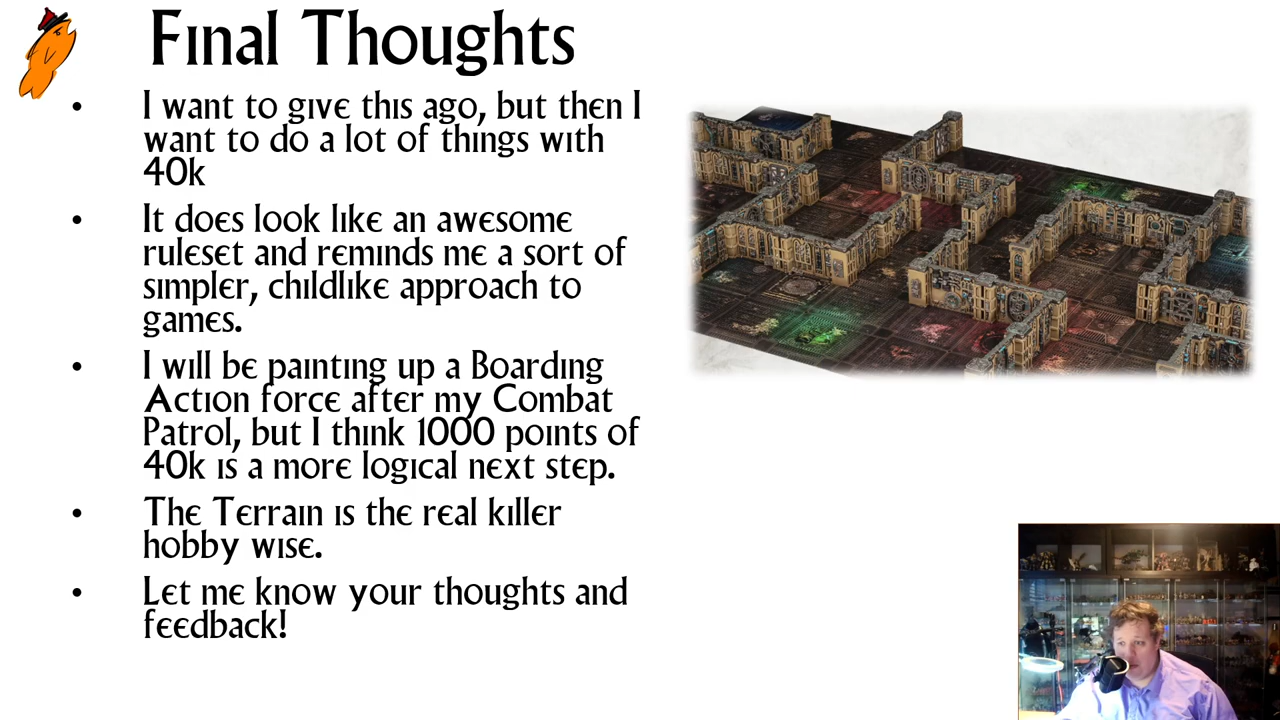 Final Thoughts
• I want to give this ago, but then I
want to do a lot of things with
40k
• It does look like an awesome
ruleset and reminds me a sort of
simpler, childlike approach to
games.
• I will be painting up a Boarding
Action force after my Combat
Patrol, but I think 1000 points of
40k is a more logical next step.
• The Terrain is the real killer
hobby wise.
• Let me know your thoughts and
feedback!